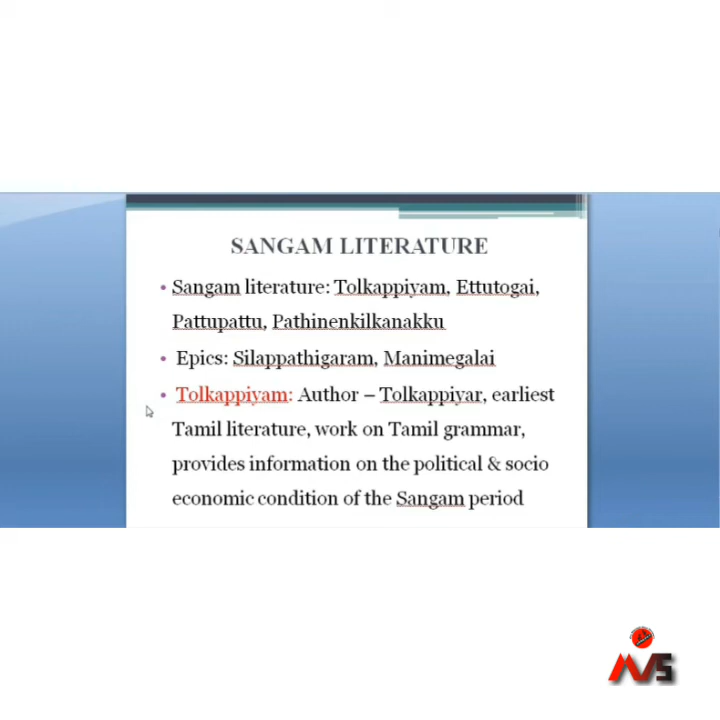 SANGAM LITERATURE
• Sangam literature: Tolkappiyam, Ettutogai,
Pattupattu, Pathinenkilkanakku
• Epics: Silappathigaram, Manimegalai
• Tolkappiyam: Author – Tolkappiyar, earliest
Tamil literature, work on Tamil grammar,
provides information on the political & socio
economic condition of the Sangam period
MVS